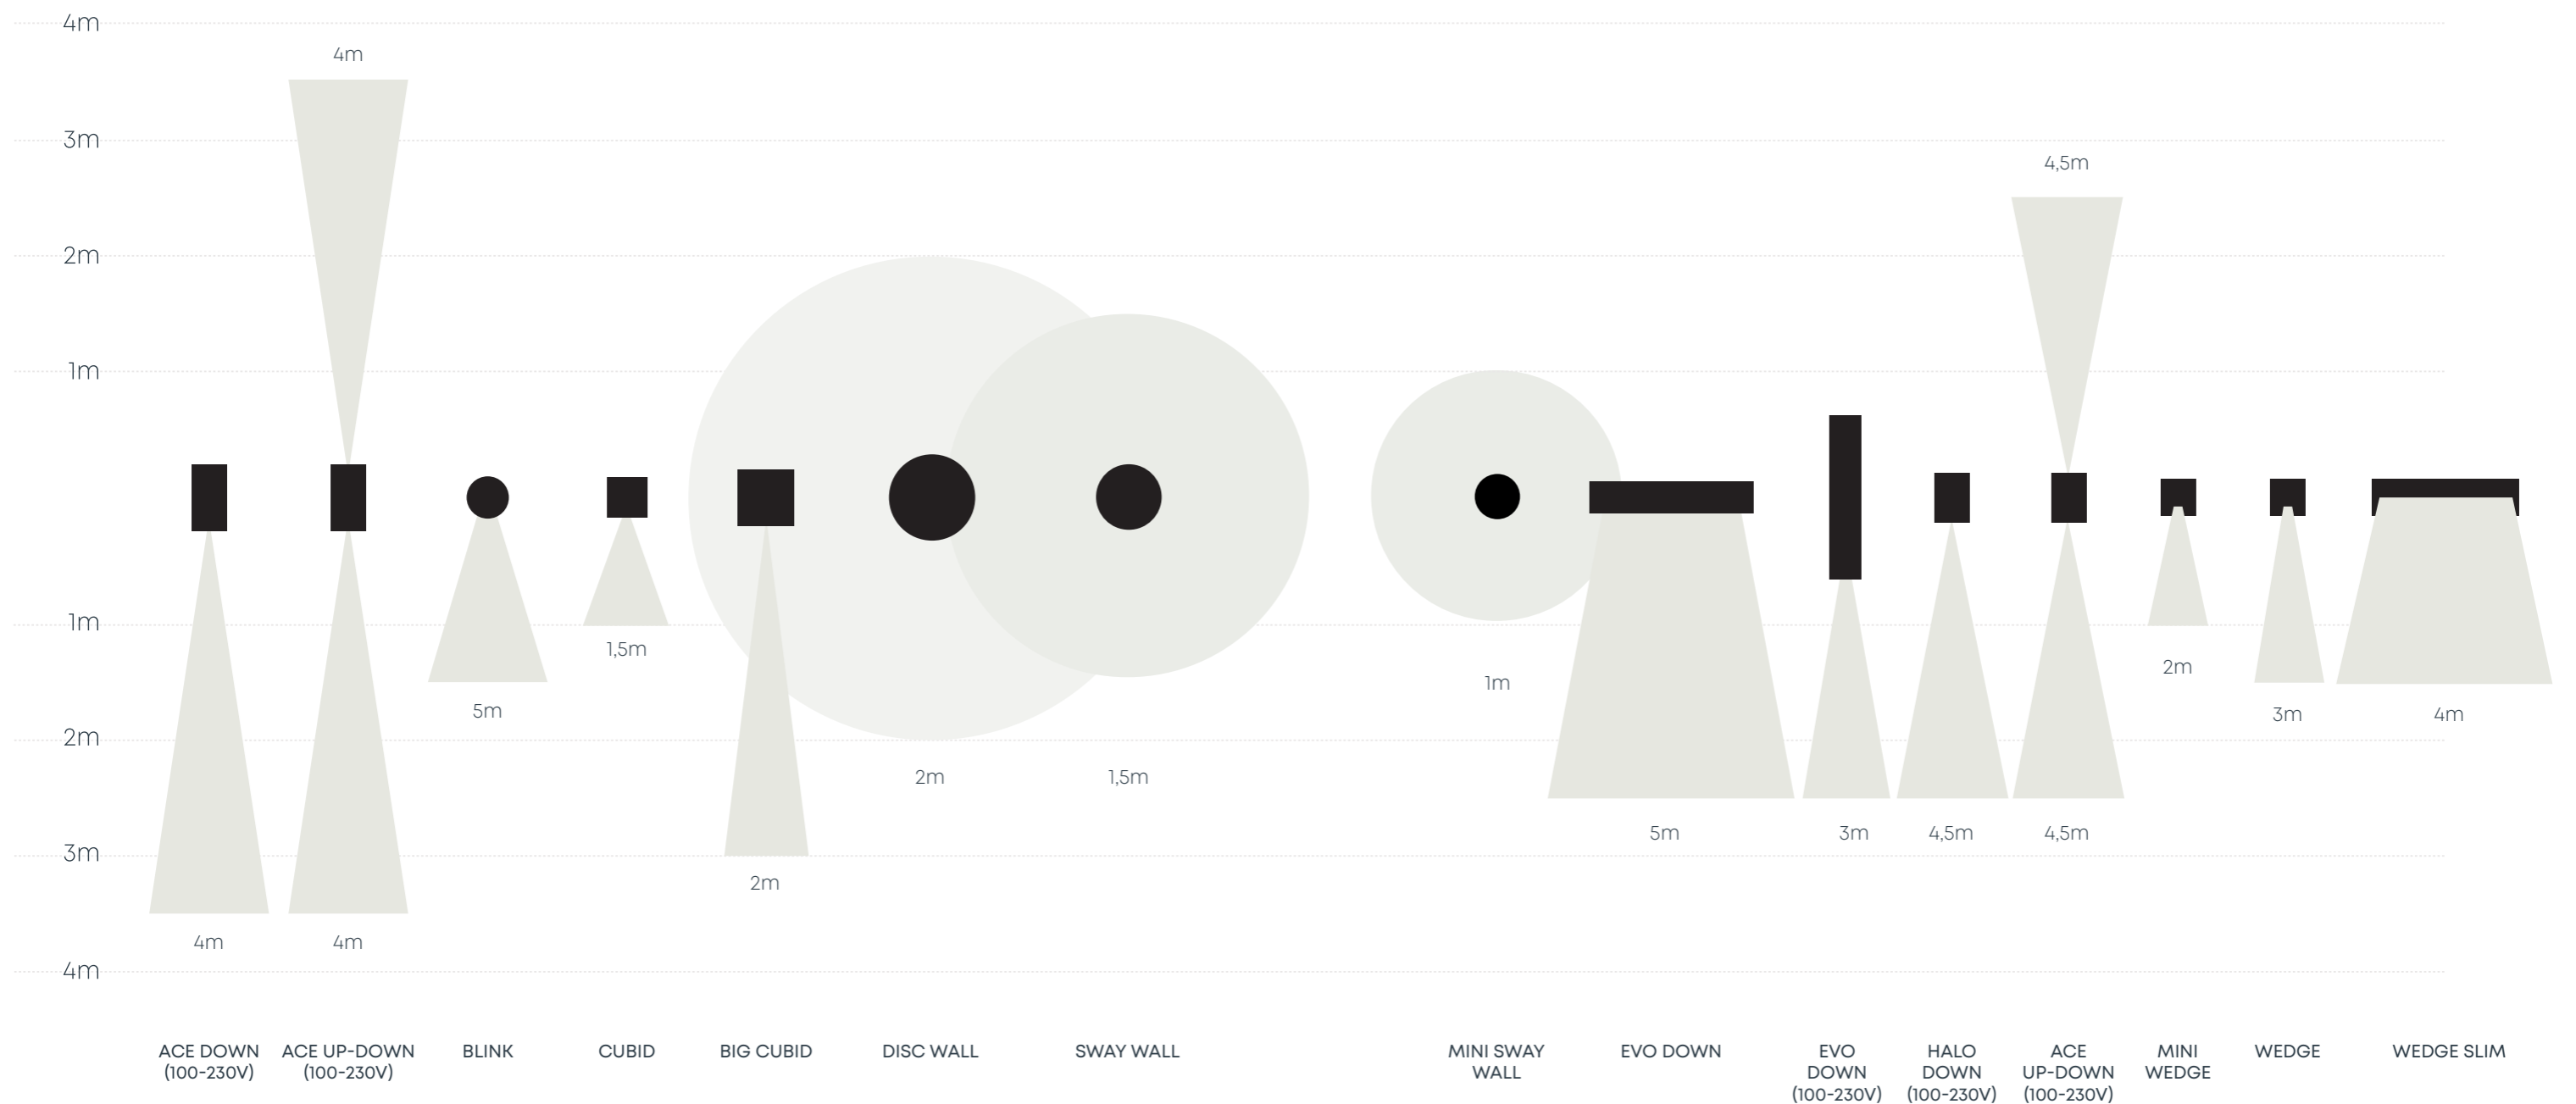 4m
4m
3m
4,5m
2m
1m
1m
1,5m
2m
1m
5m
3m
4m
2m
1,5m
2m
5m
3m
4,5m
4,5m
3m
2m
4m
4m
4m
ACE DOWN
(100-230V)
ACE UP-DOWN
(100-230V)
BLINK
CUBID
BIG CUBID
DISC WALL
SWAY WALL
MINI SWAY
WALL
EVO DOWN
EVO
DOWN
(100-230V)
HALO
DOWN
(100-230V)
ACE
UP-DOWN
(100-230V)
MINI
WEDGE
WEDGE
WEDGE SLIM